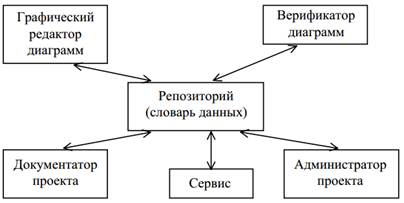 Графический
редактор
диаграмм
Верификатор
диаграмм
Репозиторий
(словарь данных)
Документатор
проекта
Сервис
Администратор
проекта